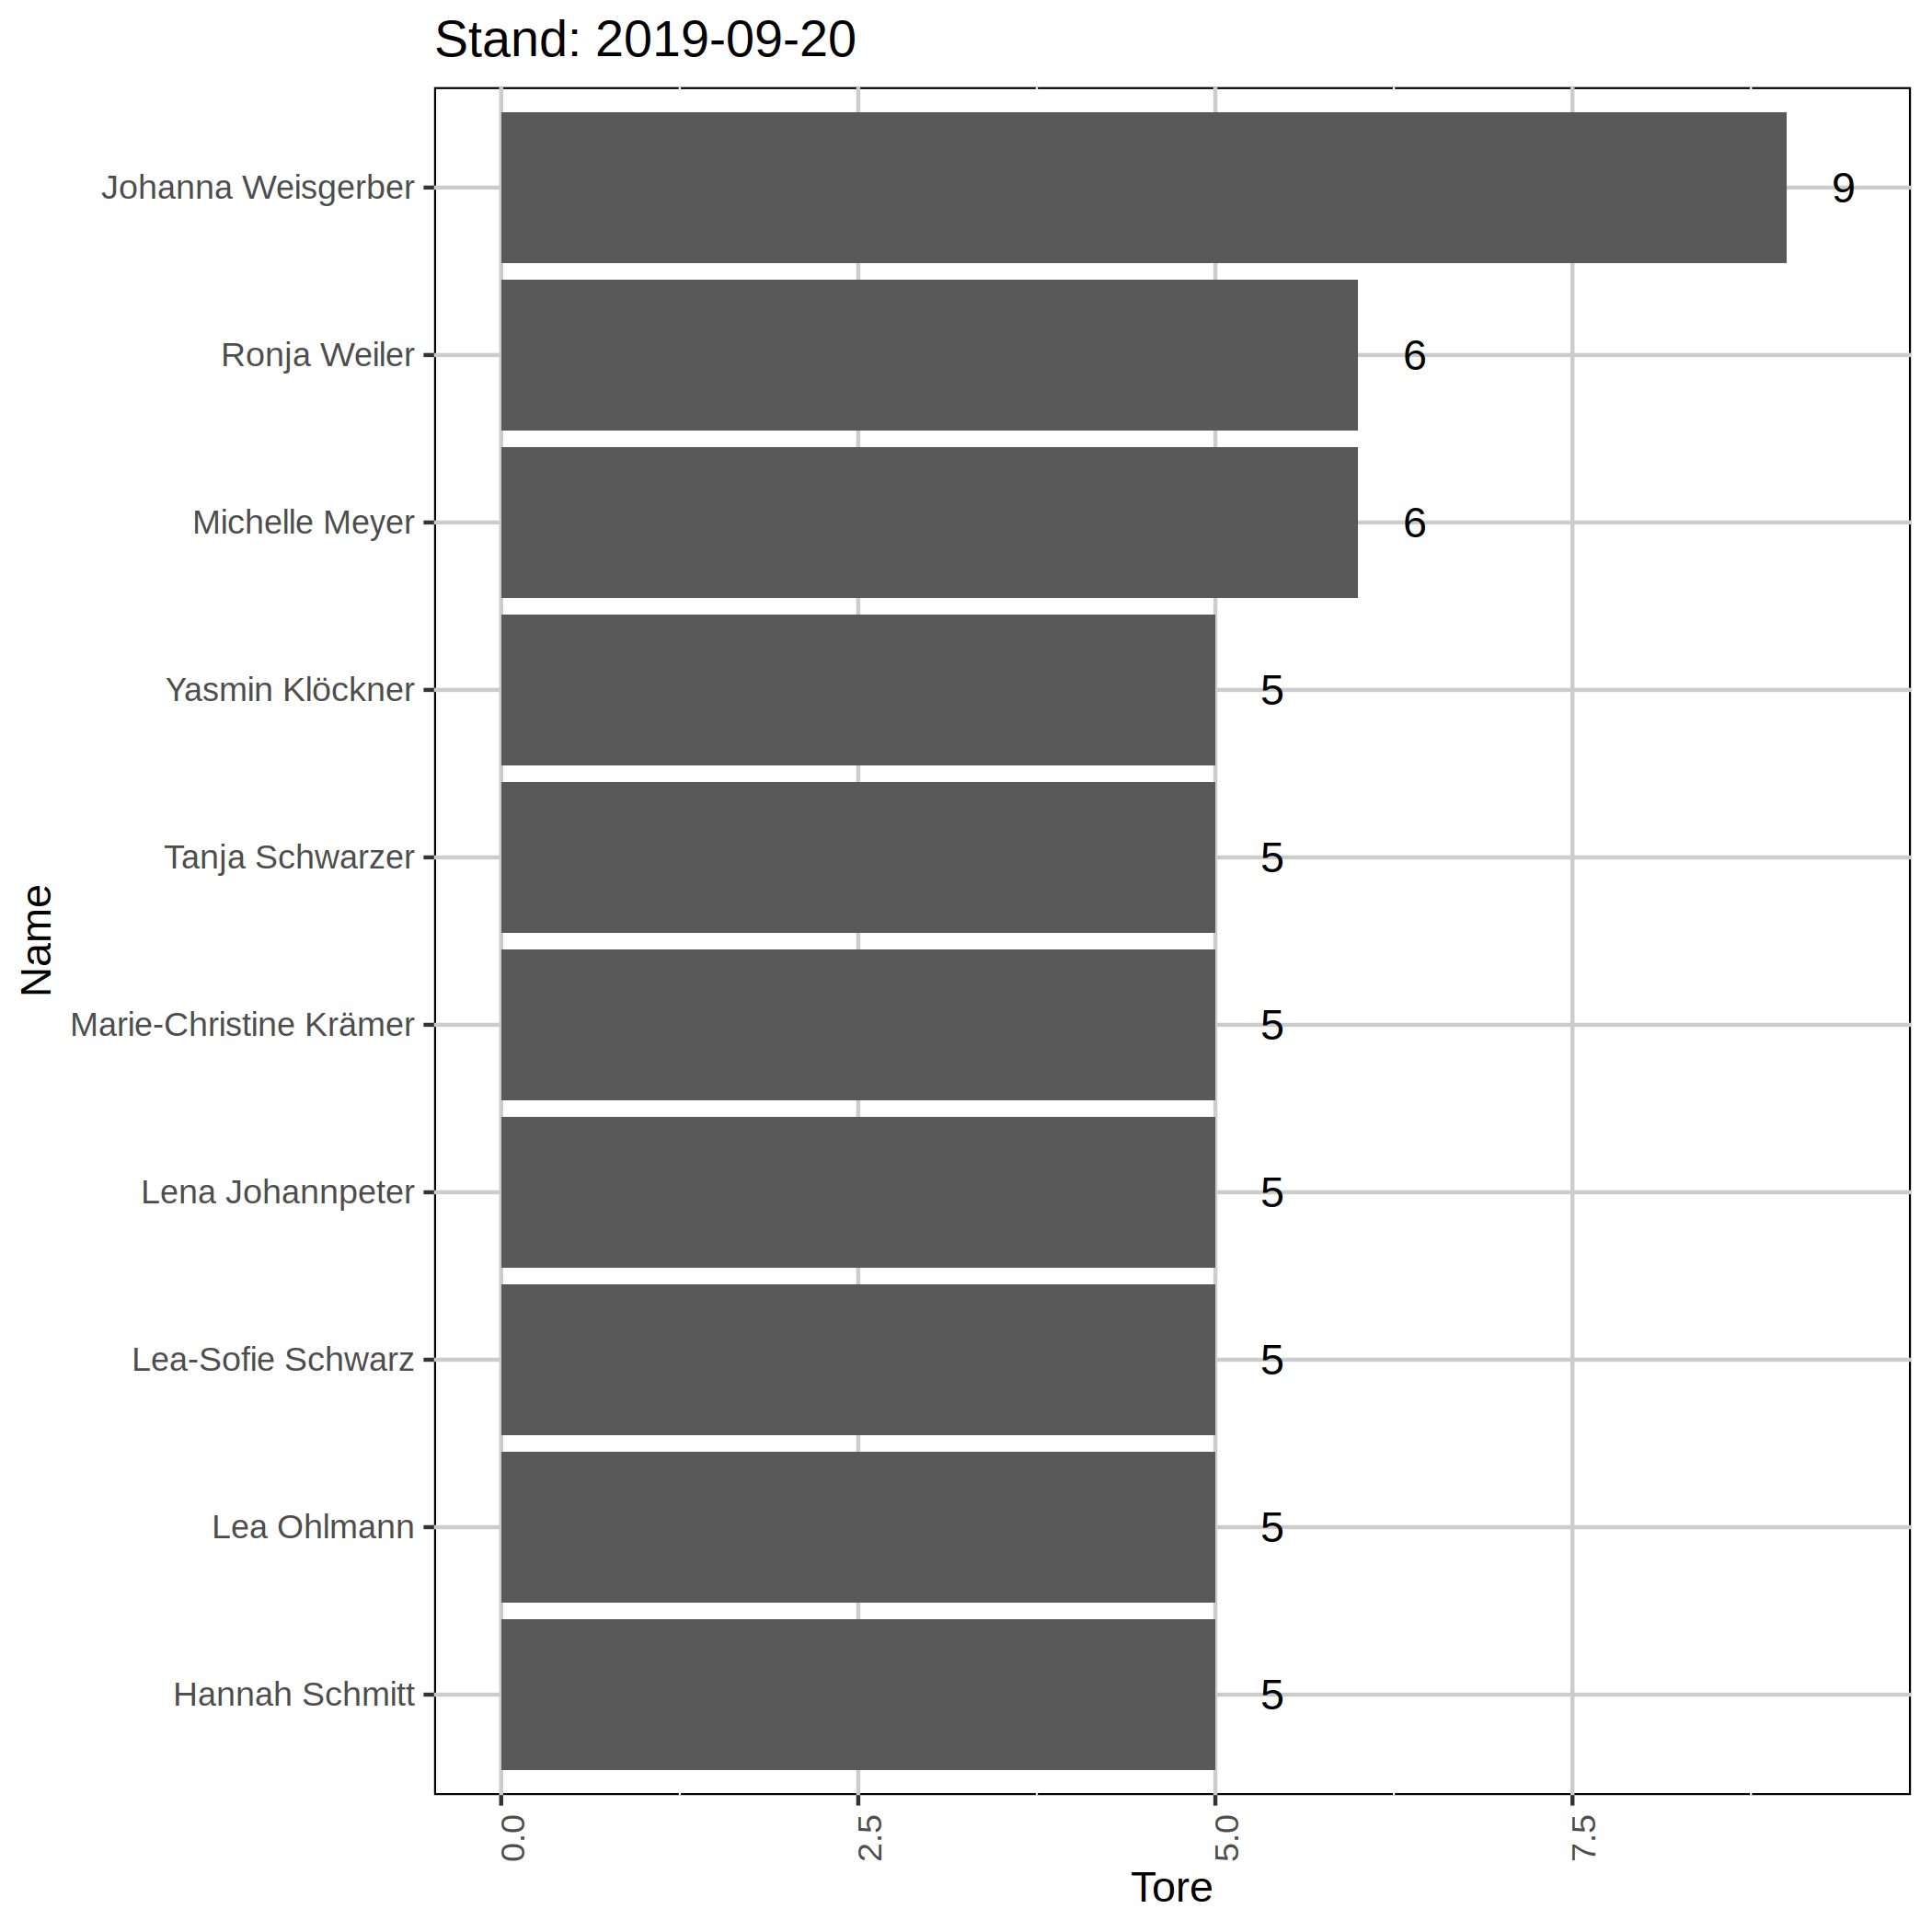 Stand: 2019-09-20
Name
Johanna Weisgerber 9
Ronja Weiler 6
Michelle Meyer 6
Yasmin Klöckner 5
Tanja Schwarzer 5
Marie-Christine Krämer 5
Lena Johannpeter 5
Lea-Sofie Schwarz 5
Lea Ohlmann 5
Hannah Schmitt 5
0.0 2.5 5.0 7.5
Tore